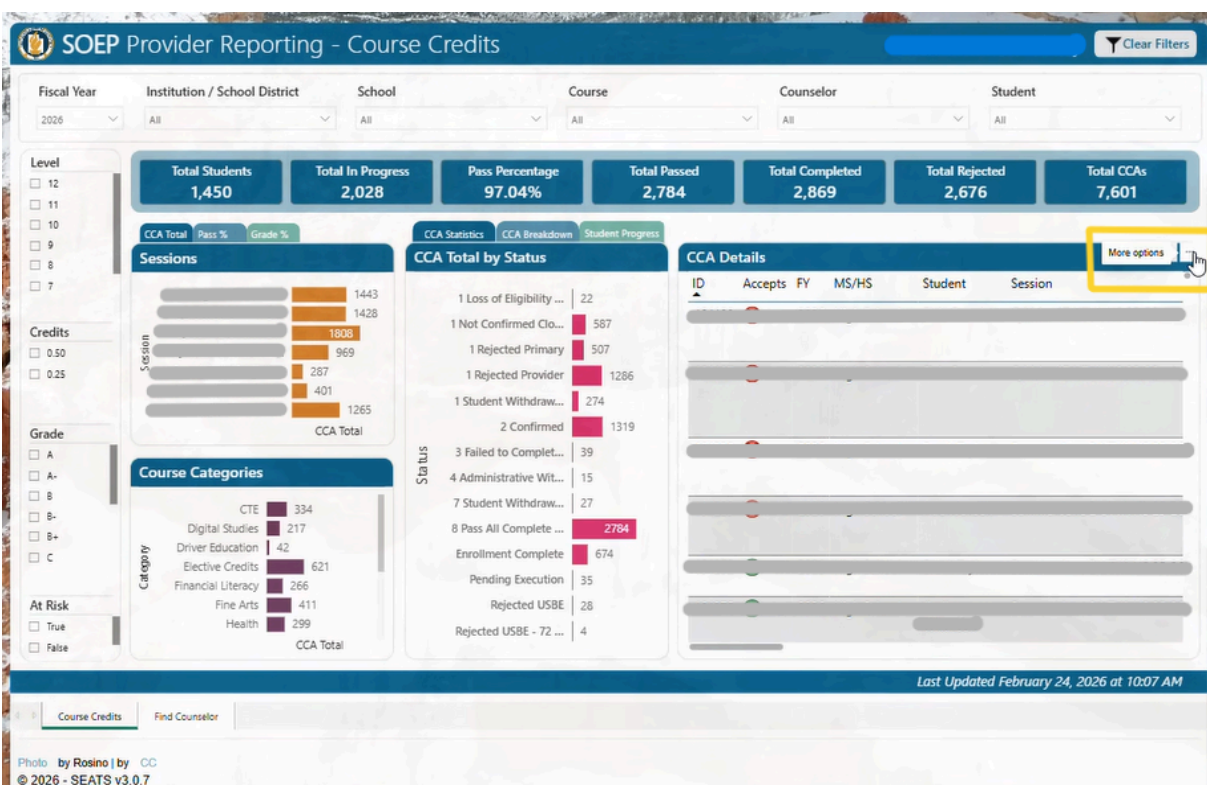 SOEP Provider Reporting - Course Credits
Clear Filters
Fiscal Year Institution / School District School Course Counselor Student
2026 All All All All All
Total Students Total In Progress Pass Percentage Total Passed Total Completed Total Rejected Total CCAs
1,450 2,028 97.04% 2,784 2,869 2,676 7,601
Level
12
11
10
9
8
7
Credits
0.50
0.25
Grade
A
A-
B
B-
B+
C
At Risk
True
False
CCA Total Pass % Grade %
Sessions
Session
1443
1428
1808
969
287
401
1265
CCA Total
Course Categories
Category
CTE 334
Digital Studies 217
Driver Education 42
Elective Credits 621
Financial Literacy 266
Fine Arts 411
Health 299
CCA Total
CCA Statistics CCA Breakdown Student Progress
CCA Total by Status
Status
1 Loss of Eligibility ... 22
1 Not Confirmed Clo... 587
1 Rejected Primary 507
1 Rejected Provider 1286
1 Student Withdraw... 274
2 Confirmed 1319
3 Failed to Complet... 39
4 Administrative Wit... 15
7 Student Withdraw... 27
8 Pass All Complete ... 2784
Enrollment Complete 674
Pending Execution 35
Rejected USBE 28
Rejected USBE - 72 ... 4
CCA Details
More options
ID Accepts FY MS/HS Student Session
Last Updated February 24, 2026 at 10:07 AM
Course Credits Find Counselor
Photo by Rosino | by CC
© 2026 - SEATS v3.0.7